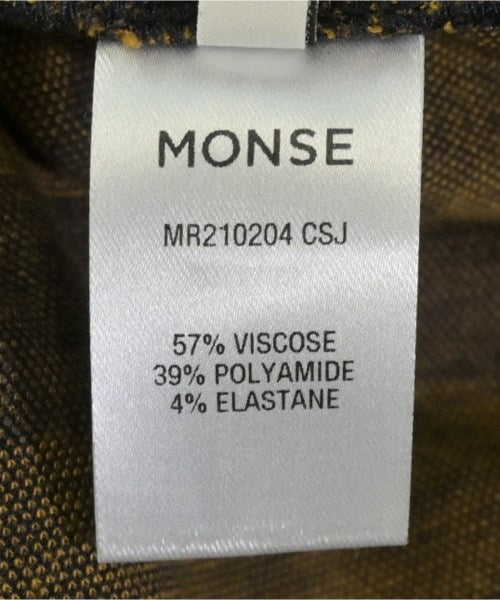 MONSE
MR210204 CSJ
57% VISCOSE
39% POLYAMIDE
4% ELASTANE